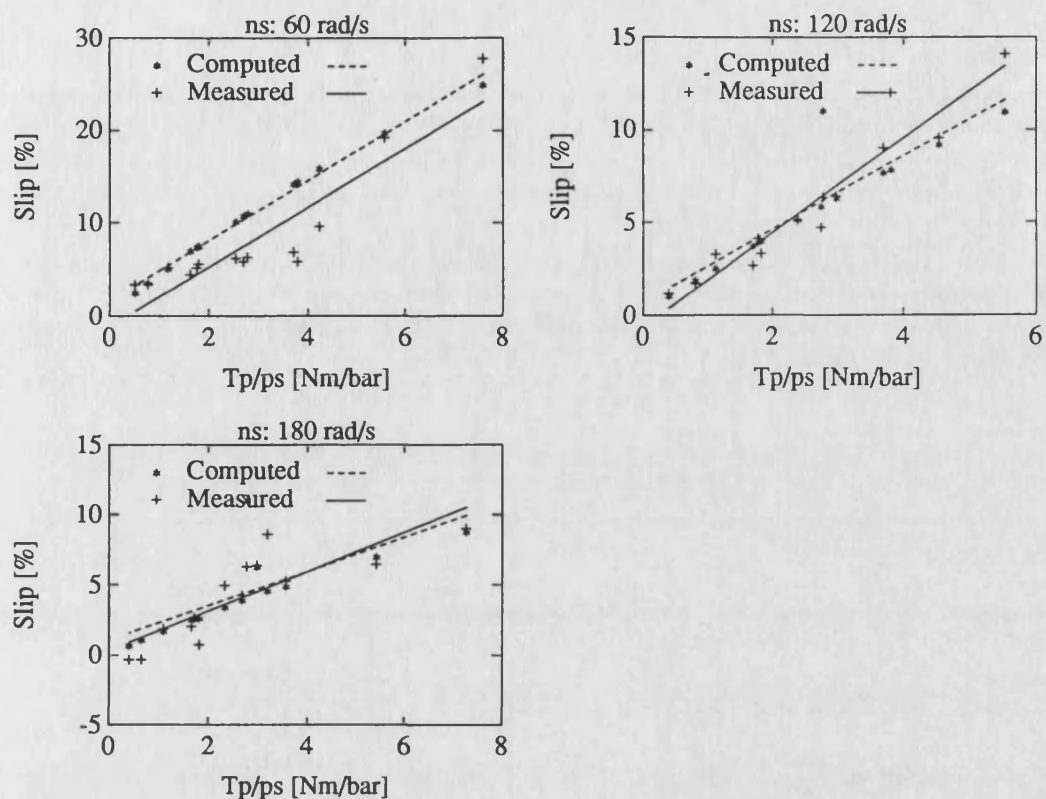 ns: 60 rad/s
30
20
10
0
Slip [%]
Computed
Measured
0 2 4 6 8
Tp/ps [Nm/bar]
ns: 120 rad/s
15
10
5
0
Slip [%]
Computed
Measured
0 2 4 6
Tp/ps [Nm/bar]
ns: 180 rad/s
15
10
5
0
-5
Slip [%]
Computed
Measured
0 2 4 6 8
Tp/ps [Nm/bar]